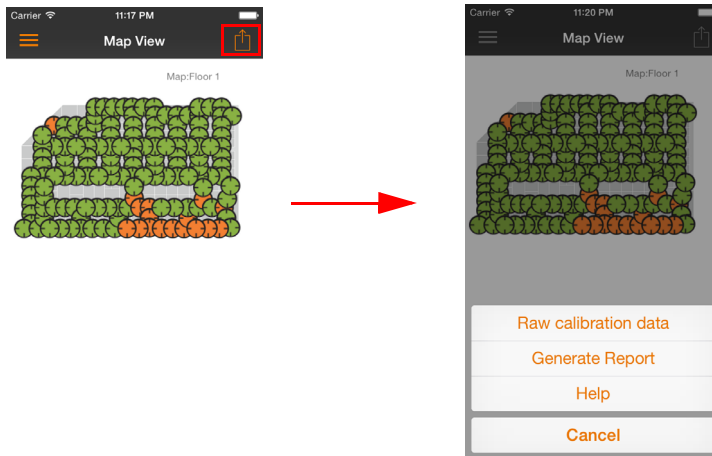 Carrier 11:17 PM
Map View
Map:Floor 1
Carrier 11:20 PM
Map View
Map:Floor 1
Raw calibration data
Generate Report
Help
Cancel